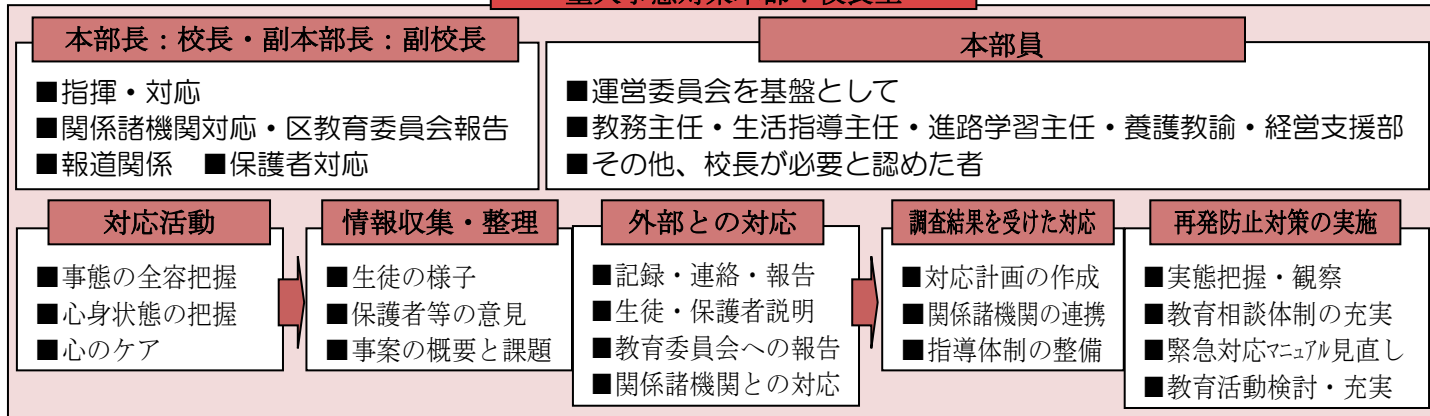 本部長：校長・副本部長：副校長
■指揮・対応
■関係諸機関対応・区教育委員会報告
■報道関係　■保護者対応
本部員
■運営委員会を基盤として
■教務主任・生活指導主任・進路学習主任・養護教諭・経営支援部
■その他、校長が必要と認めた者
対応活動
■事態の全容把握
■心身状態の把握
■心のケア
情報収集・整理
■生徒の様子
■保護者等の意見
■事案の概要と課題
外部との対応
■記録・連絡・報告
■生徒・保護者説明
■教育委員会への報告
■関係諸機関との対応
調査結果を受けた対応
■対応計画の作成
■関係諸機関の連携
■指導体制の整備
再発防止対策の実施
■実態把握・観察
■教育相談体制の充実
■緊急対応ﾏﾆｭｱﾙ見直し
■教育活動検討・充実